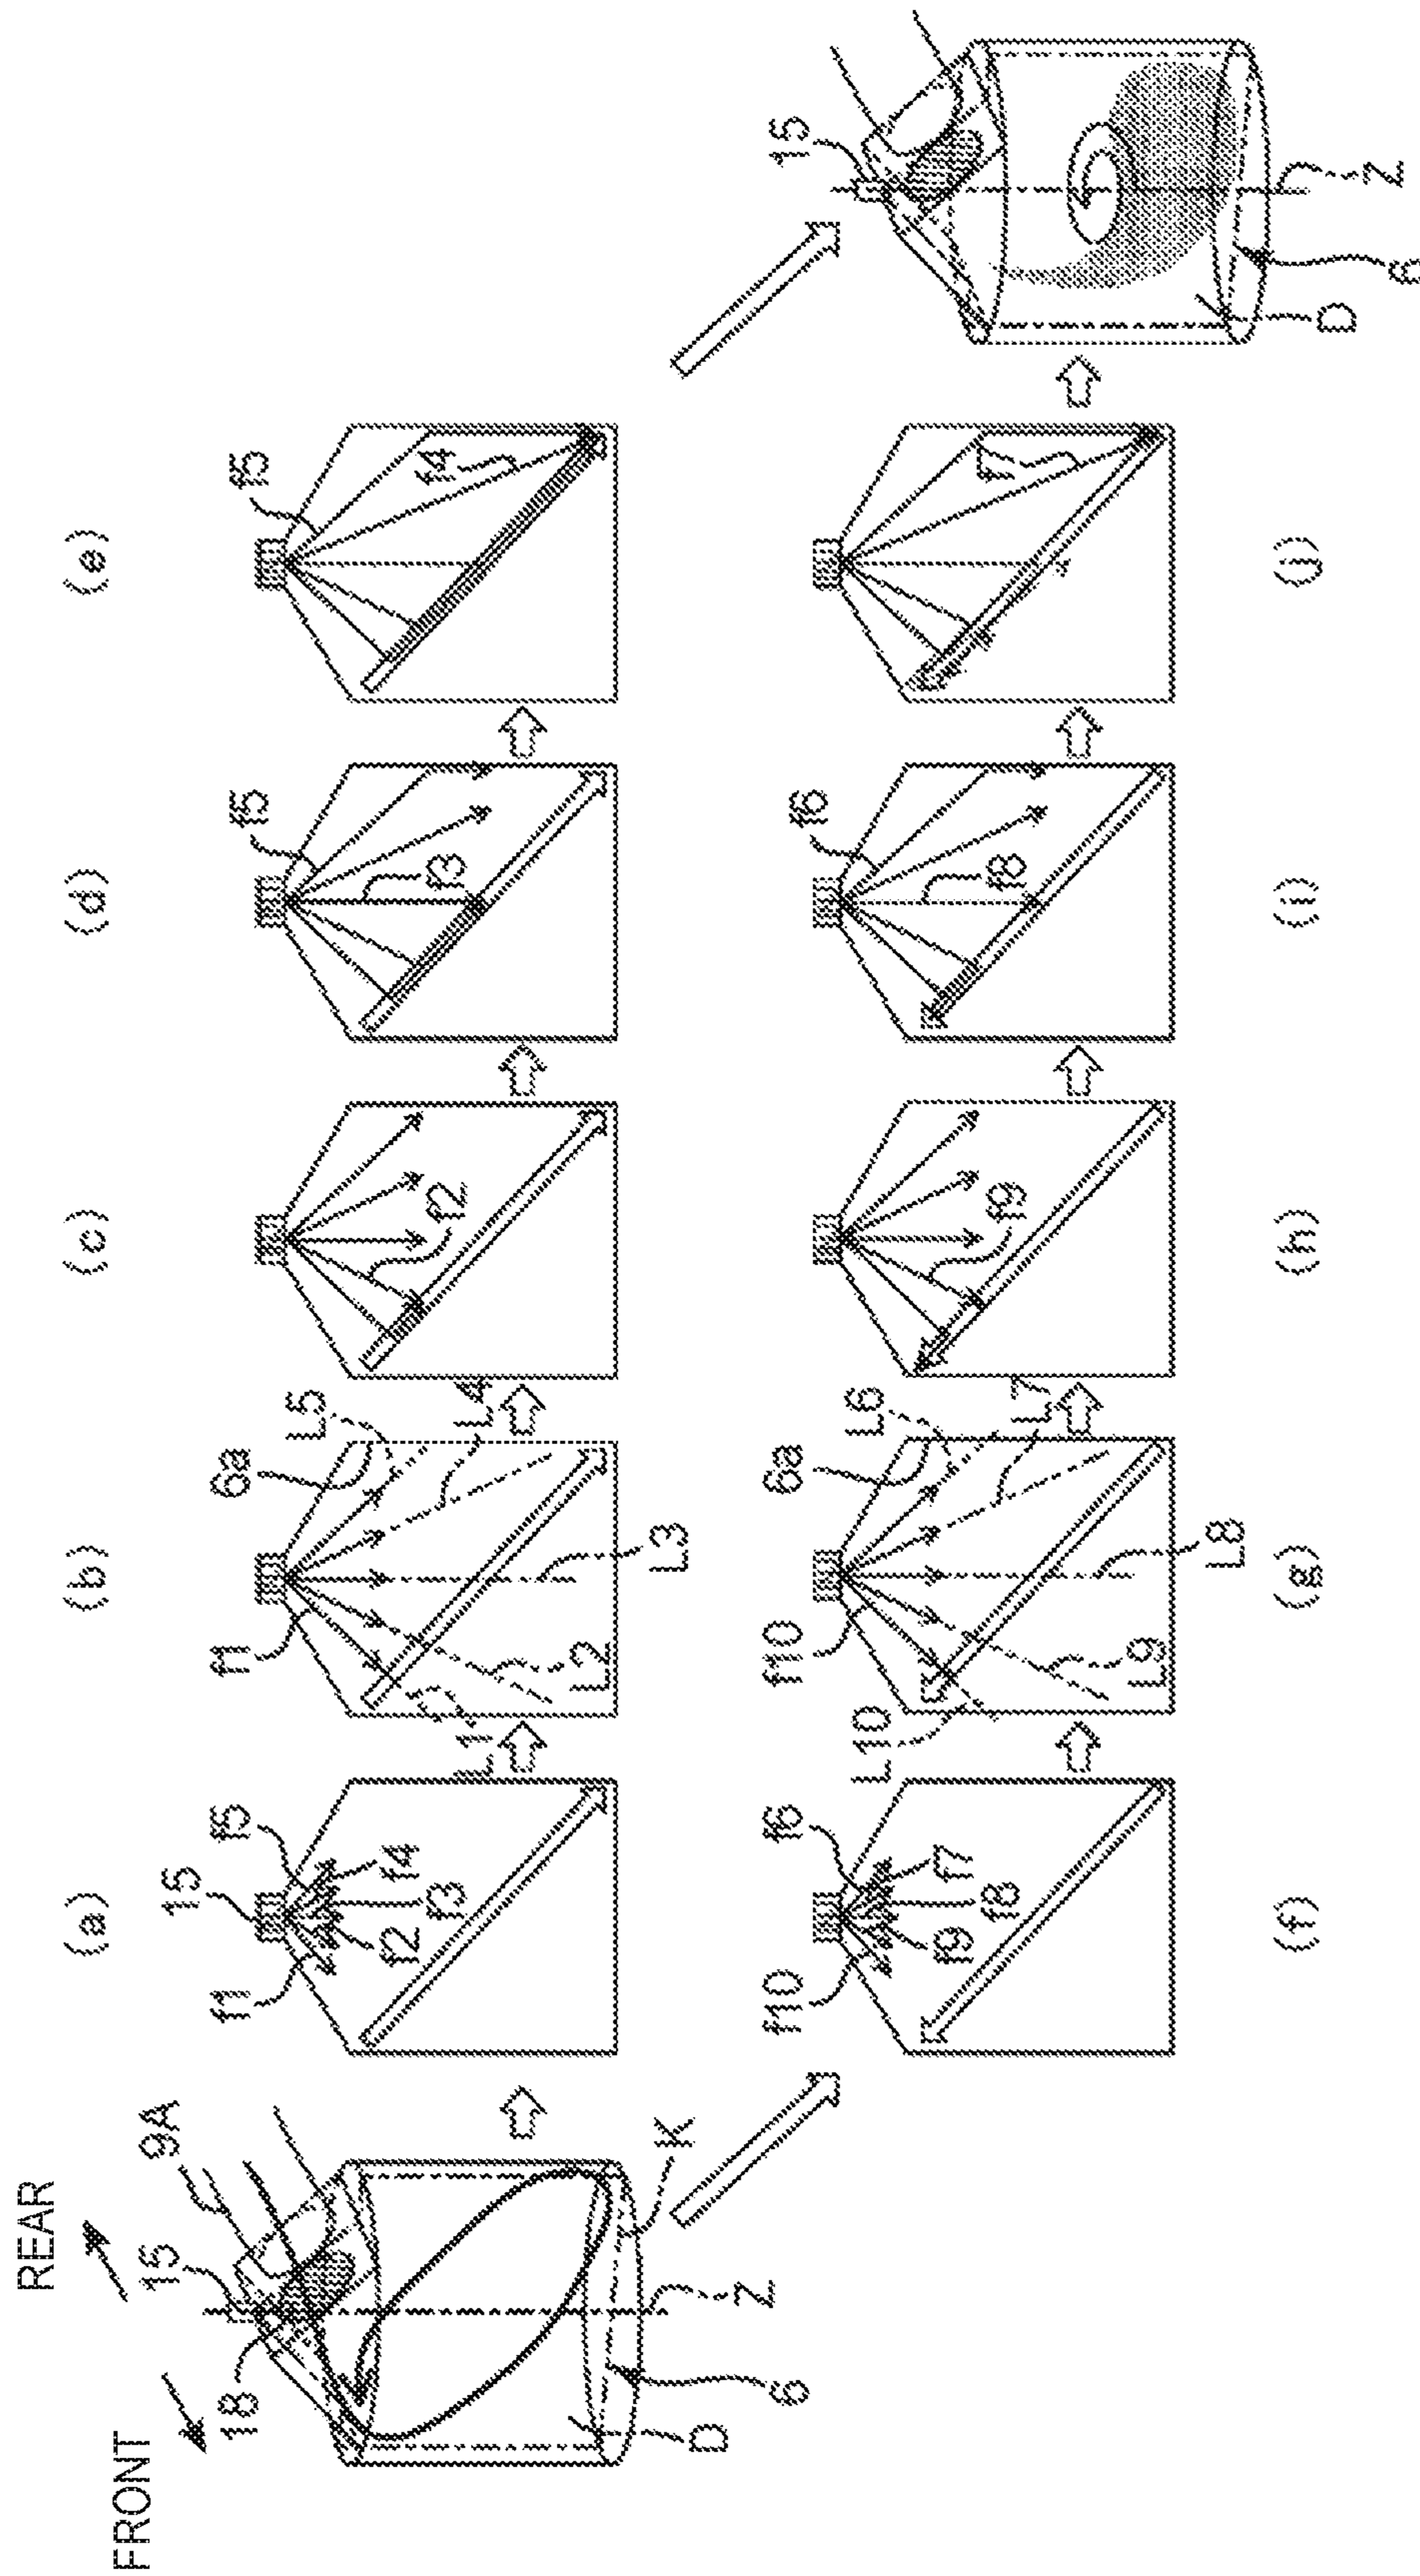 FRONT
REAR
18
15
9A
D
6
Z
K
(a)
15
f1
f5
f2
f3
f4
(b)
f1
6a
L5
L4
L1
L2
L3
(c)
f2
(d)
f5
f3
(e)
f5
f4
f10
f6
f9
f8
f7
(f)
f10
6a
L6
L7
L10
L9
L8
(g)
f9
(h)
f6
f8
(i)
f7
(j)
15
D
6
Z